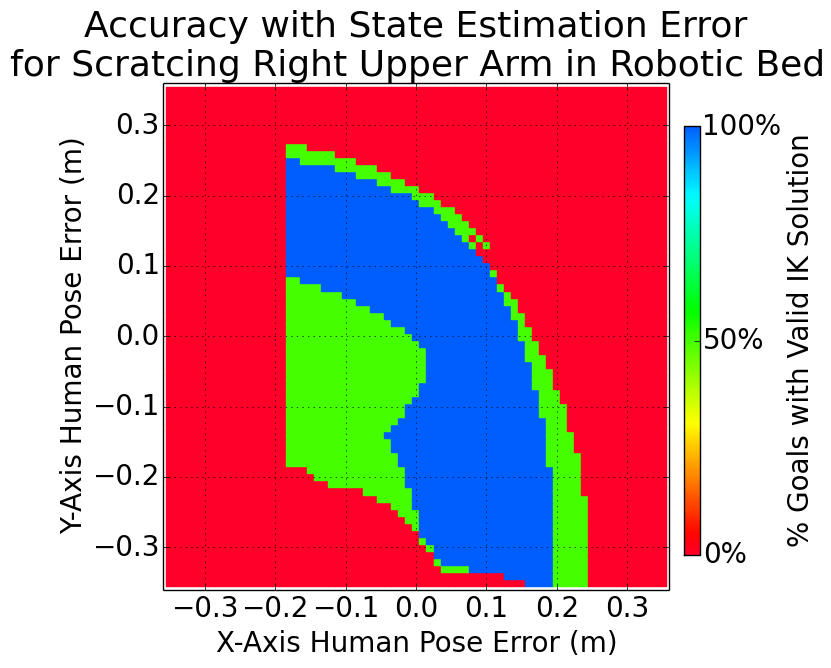 Accuracy with State Estimation Error
for Scratcing Right Upper Arm in Robotic Bed
0.3
0.2
0.1
0.0
−0.1
−0.2
−0.3
Y-Axis Human Pose Error (m)
−0.3 −0.2 −0.1 0.0 0.1 0.2 0.3
X-Axis Human Pose Error (m)
100%
50%
0%
% Goals with Valid IK Solution